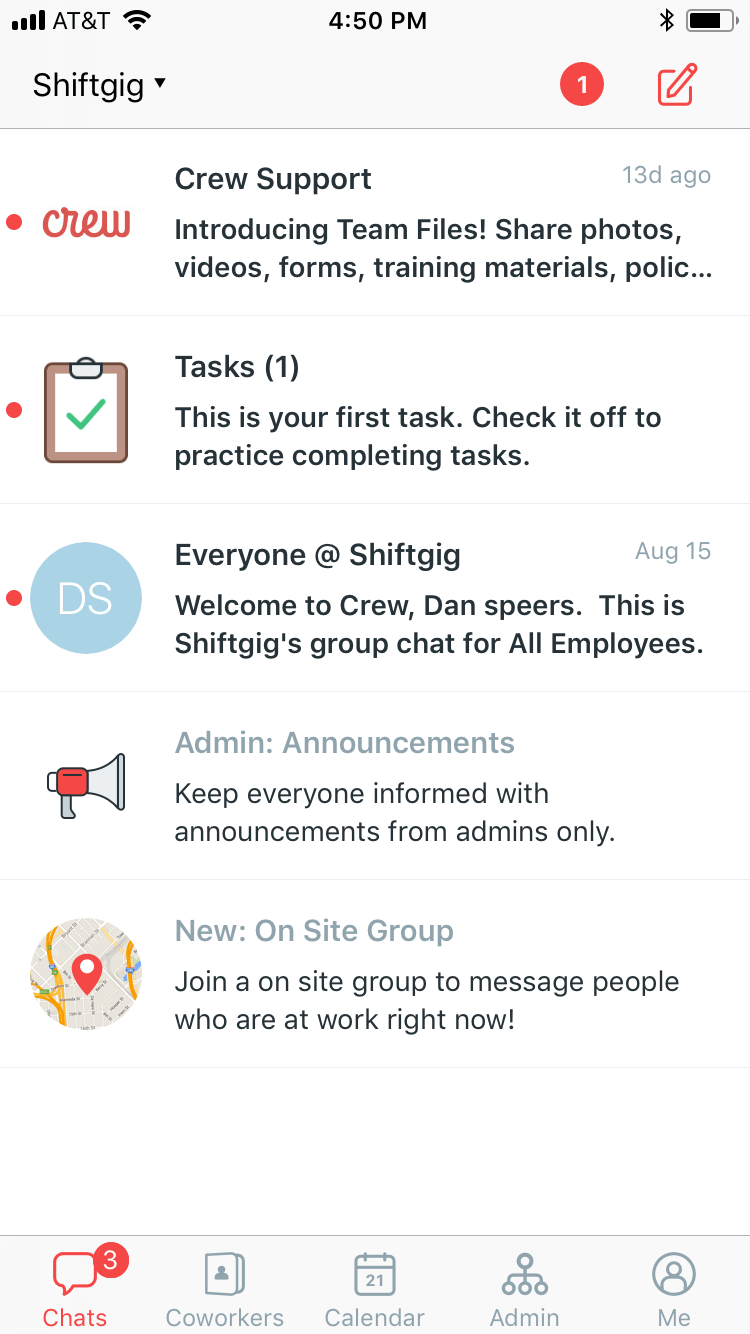 AT&T 4:50 PM
Shiftgig ▼ 1
Crew Support 13d ago
crew
Introducing Team Files! Share photos,
videos, forms, training materials, polic...
Tasks (1)
This is your first task. Check it off to
practice completing tasks.
Everyone @ Shiftgig Aug 15
DS
Welcome to Crew, Dan speers.  This is
Shiftgig's group chat for All Employees.
Admin: Announcements
Keep everyone informed with
announcements from admins only.
New: On Site Group
Join a on site group to message people
who are at work right now!
3
21
Chats Coworkers Calendar Admin Me